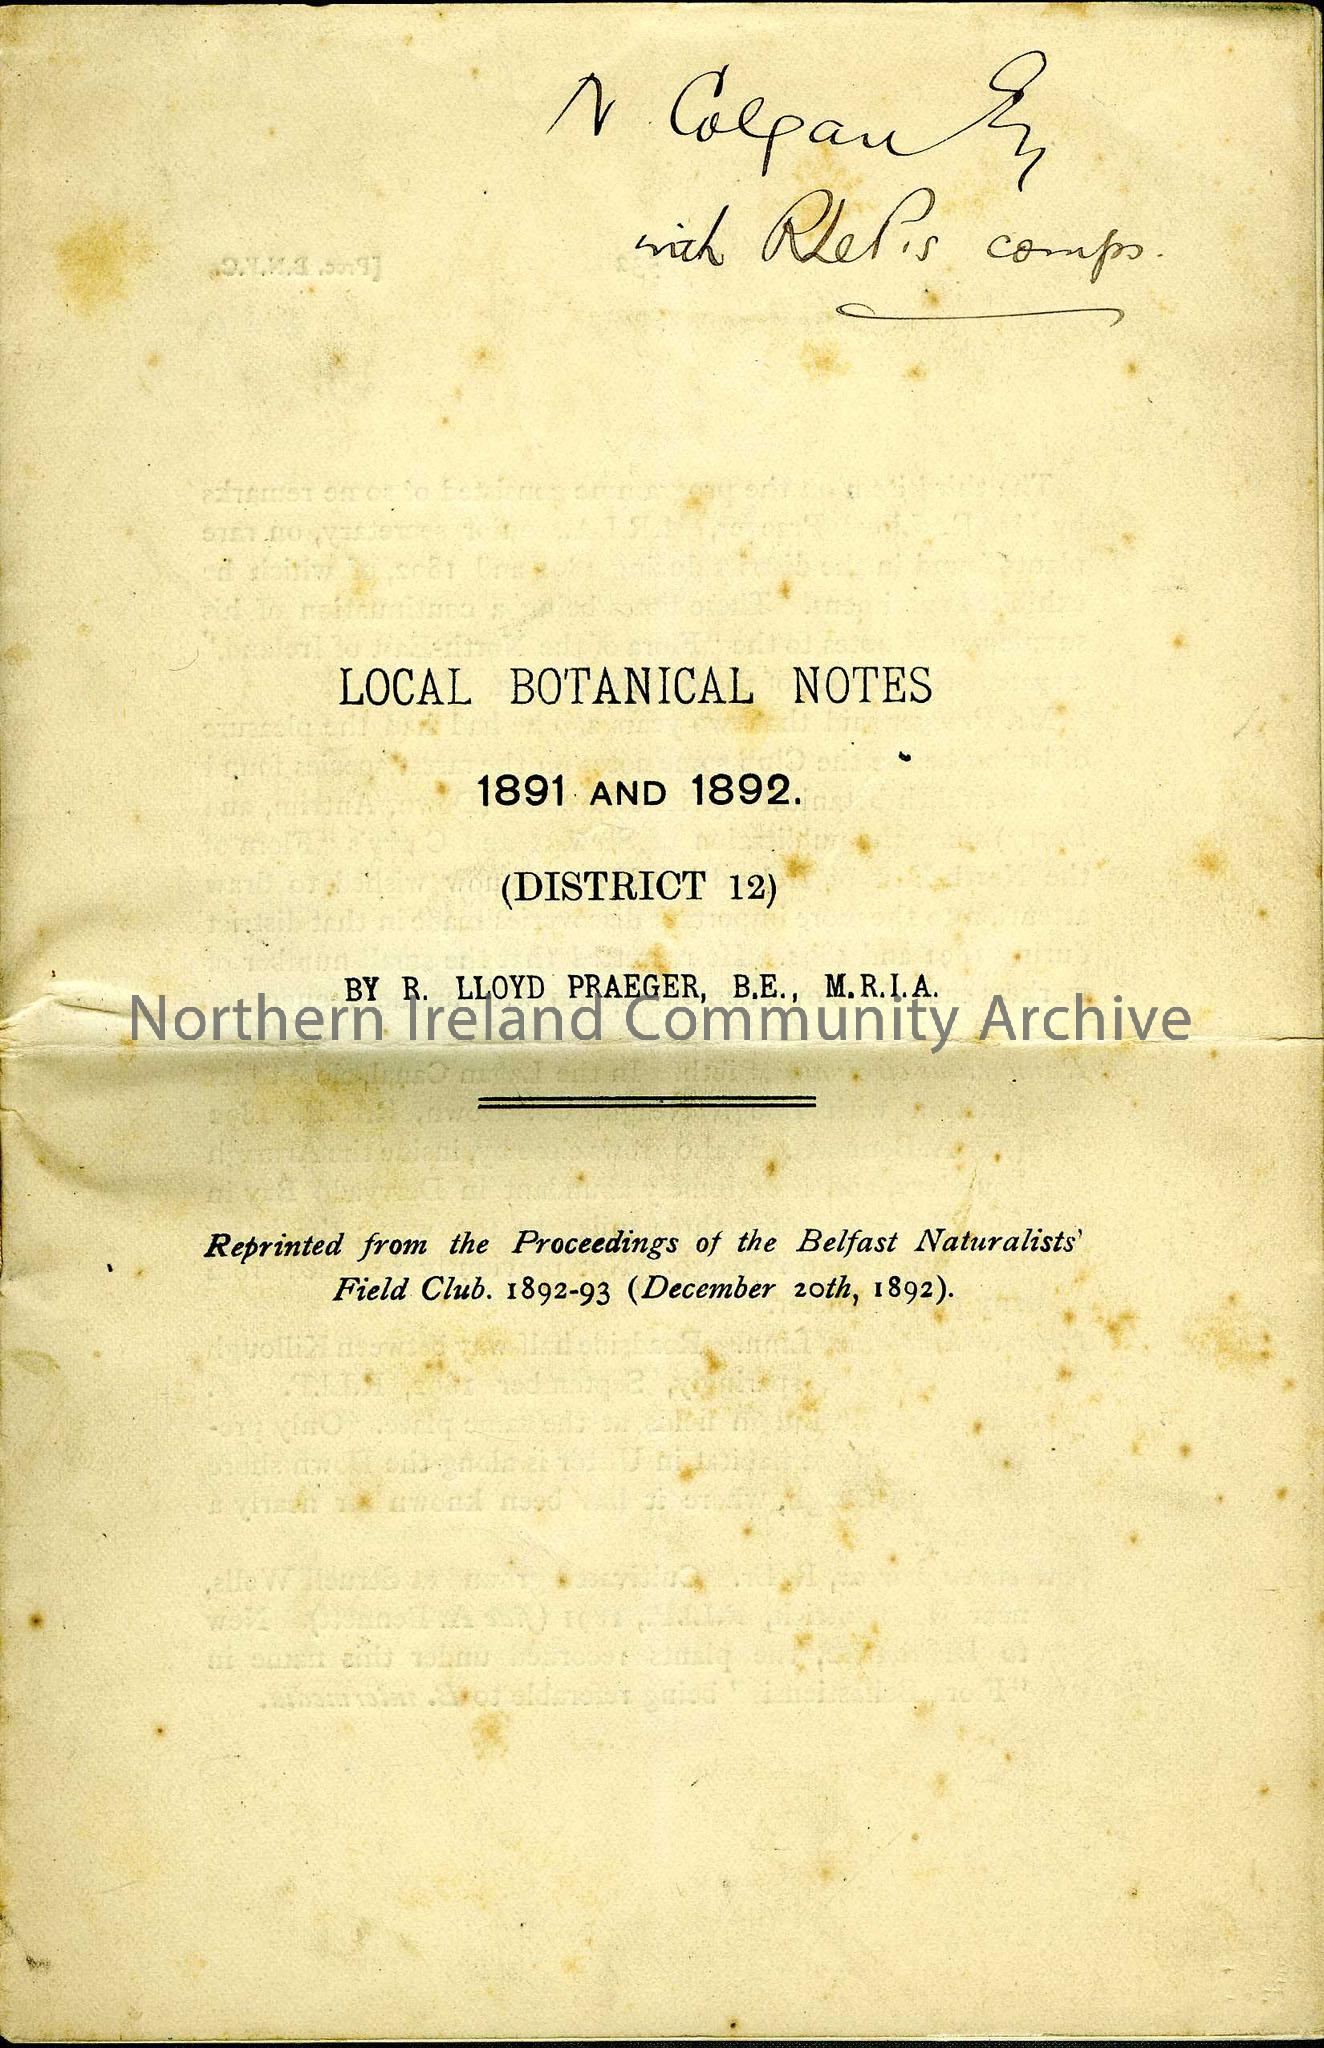 N Colgan Esq
with RLlP's comps.
LOCAL BOTANICAL NOTES
1891 AND 1892.
(DISTRICT 12)
BY R. LLOYD PRAEGER, B.E., M.R.I.A.
Northern Ireland Community Archive
Reprinted from the Proceedings of the Belfast Naturalists'
Field Club. 1892-93 (December 20th, 1892).